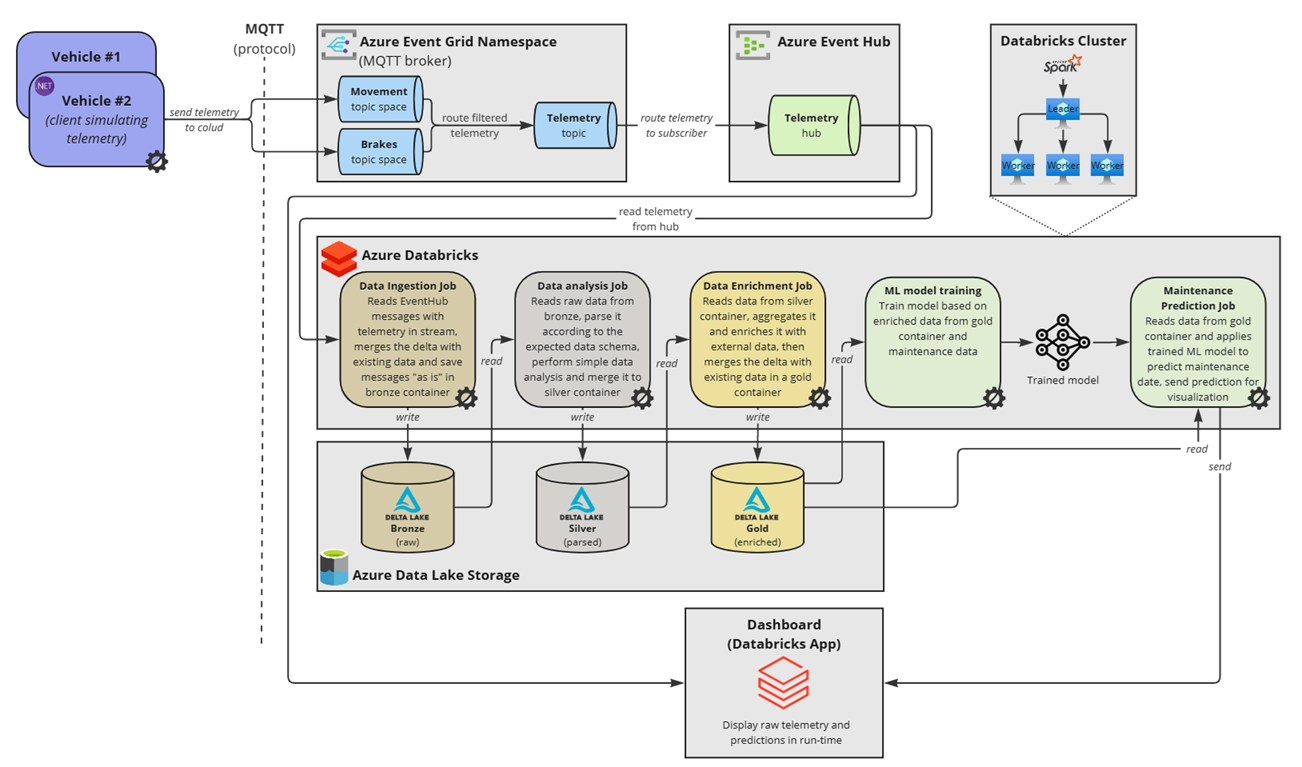 Vehicle #1
.NET
Vehicle #2
(client simulating
telemetry)
send telemetry
to colud
MQTT
(protocol)
Azure Event Grid Namespace
(MQTT broker)
Movement
topic space
Brakes
topic space
route filtered
telemetry
Telemetry
topic
route telemetry
to subscriber
Azure Event Hub
Telemetry
hub
Databricks Cluster
APACHE
Spark
Leader
Worker
Worker
Worker
read telemetry
from hub
Azure Databricks
Data Ingestion Job
Reads EventHub
messages with
telemetry in stream,
merges the delta with
existing data and save
messages "as is" in
bronze container
Data analysis Job
Reads raw data from
bronze, parse it
according to the
expected data schema,
perform simple data
analysis and merge it to
silver container
Data Enrichment Job
Reads data from silver
container, aggregates it
and enriches it with
external data, then
merges the delta with
existing data in a gold
container
ML model training
Train model based on
enriched data from gold
container and
maintenance data
Trained model
Maintenance
Prediction Job
Reads data from gold
container and applies
trained ML model to
predict maintenance
date, send prediction for
visualization
read
read
read
write
write
write
read
send
DELTA LAKE
Bronze
(raw)
DELTA LAKE
Silver
(parsed)
DELTA LAKE
Gold
(enriched)
Azure Data Lake Storage
Dashboard
(Databricks App)
Display raw telemetry and
predictions in run-time